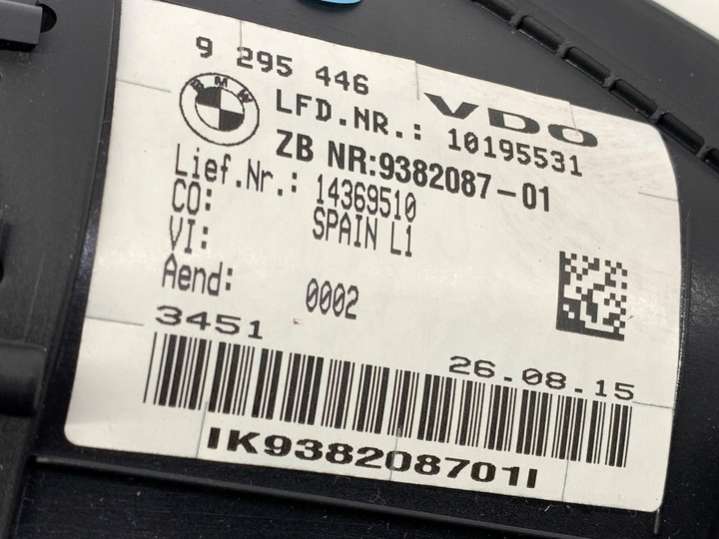 9 295 446
BMW
VDO
LFD.NR.: 10195531
ZB NR:9382087-01
Lief.Nr.: 14369510
CO: SPAIN L1
VI:
Aend: 0002
3451
26.08.15
IK938208701I